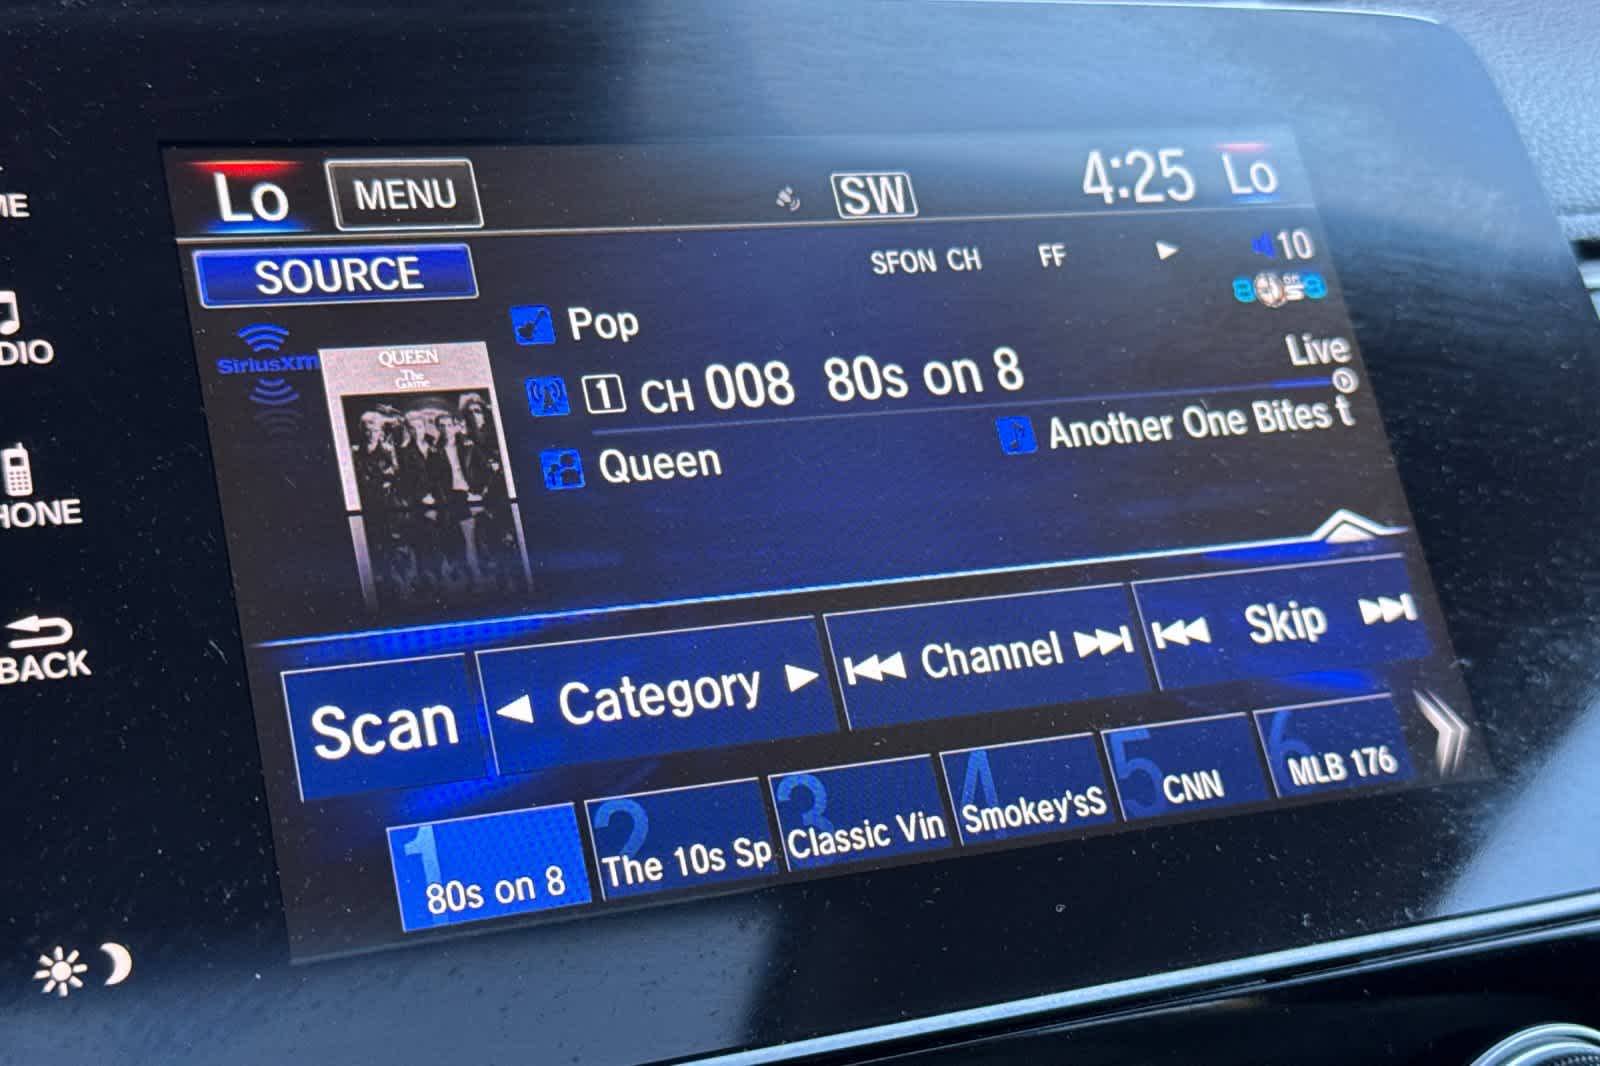 Lo MENU SW 4:25 Lo
SOURCE SFON CH FF 10
SiriusXM
QUEEN
The
Game
Pop
Live
1 CH 008 80s on 8
Queen Another One Bites t
Scan Category Channel Skip
1 80s on 8
2 The 10s Sp
3 Classic Vin
4 Smokey'sS
5 CNN
6 MLB 176
ME
DIO
HONE
BACK